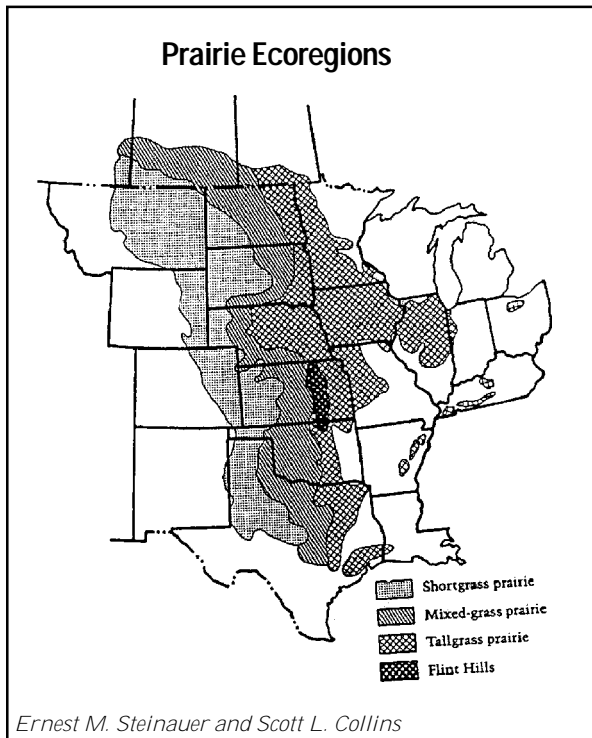 Prairie Ecoregions
Shortgrass prairie
Mixed-grass prairie
Tallgrass prairie
Flint Hills
Ernest M. Steinauer and Scott L. Collins